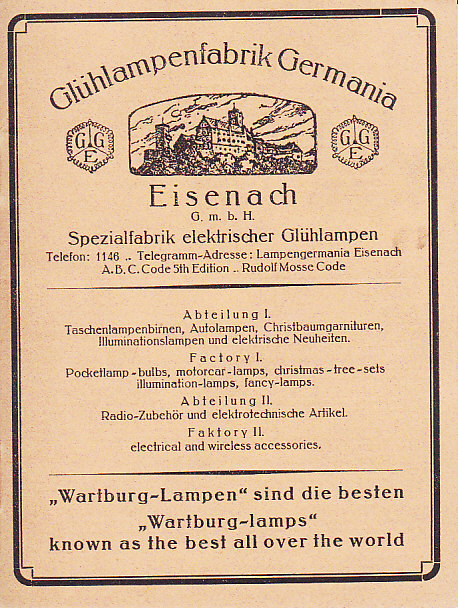 Glühlampenfabrik Germania
G G E
G G E
Eisenach
G. m. b. H.
Spezialfabrik elektrischer Glühlampen
Telefon: 1146 .. Telegramm-Adresse: Lampengermania Eisenach
A.B.C. Code 5th Edition .. Rudolf Mosse Code
Abteilung I.
Taschenlampenbirnen, Autolampen, Christbaumgarnituren,
Illuminationslampen und elektrische Neuheiten.
Factory I.
Pocketlamp-bulbs, motorcar-lamps, christmas-tree-sets
illumination-lamps, fancy-lamps.
Abteilung II.
Radio-Zubehör und elektrotechnische Artikel.
Faktory II.
electrical and wireless accessories.
„Wartburg-Lampen“ sind die besten
„Wartburg-lamps“
known as the best all over the world